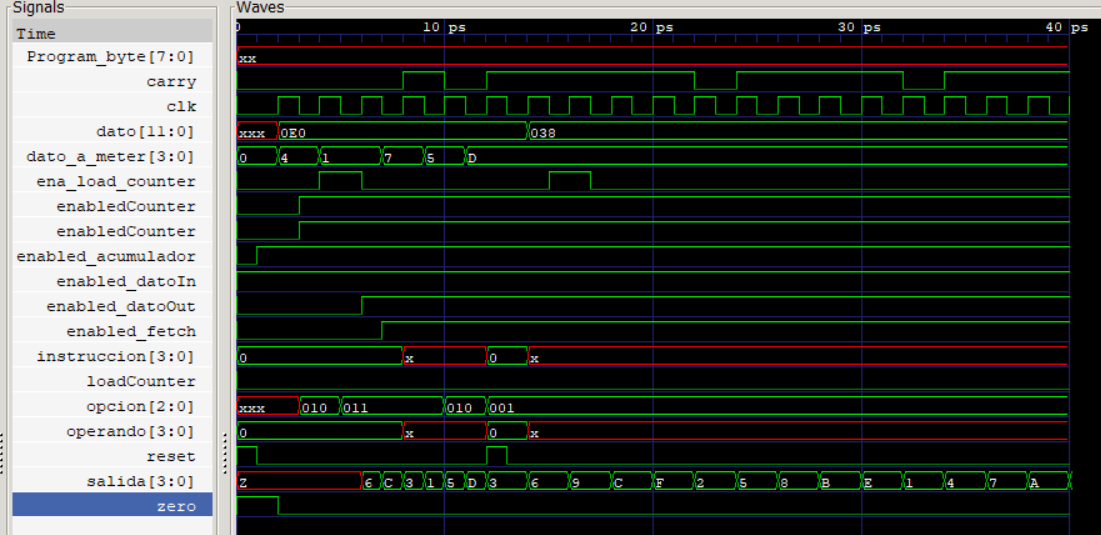 Signals Waves
Time 0 10 ps 20 ps 30 ps 40 ps
Program_byte[7:0] xx
carry
clk
dato[11:0] xxx 0E0 038
dato_a_meter[3:0] 0 4 1 7 5 D
ena_load_counter
enabledCounter
enabledCounter
enabled_acumulador
enabled_datoIn
enabled_datoOut
enabled_fetch
instruccion[3:0] 0 x 0 x
loadCounter
opcion[2:0] xxx 010 011 010 001
operando[3:0] 0 x 0 x
reset
salida[3:0] Z 6 C 3 1 5 D 3 6 9 C F 2 5 8 B E 1 4 7 A
zero